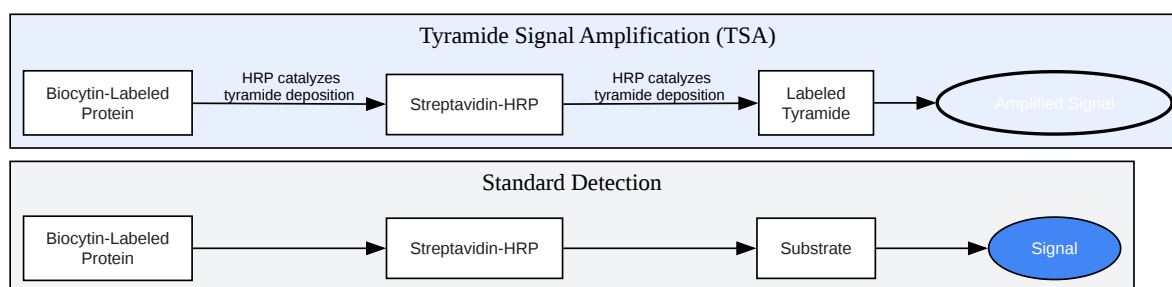 Tyramide Signal Amplification (TSA)
HRP catalyzes
tyramide deposition
HRP catalyzes
tyramide deposition
Biocytin-Labeled
Protein
Streptavidin-HRP
Labeled
Tyramide
Amplified Signal
Standard Detection
Biocytin-Labeled
Protein
Streptavidin-HRP
Substrate
Signal